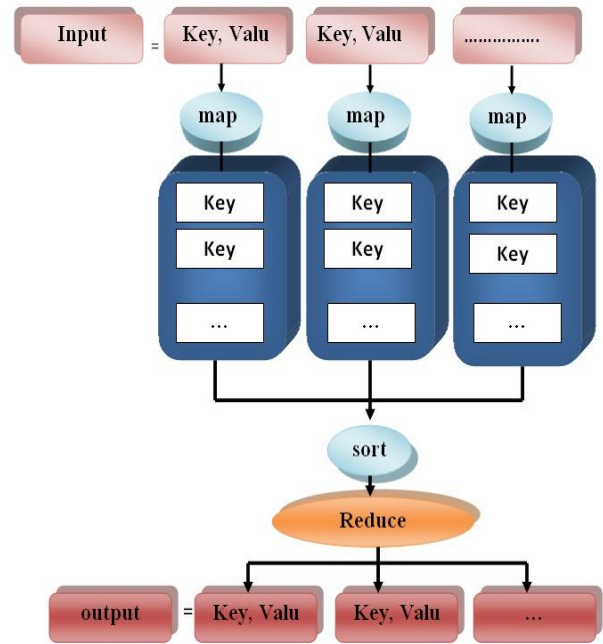 Input = Key, Valu Key, Valu ................
map map map
Key Key Key
Key Key Key
... ... ...
sort
Reduce
output = Key, Valu Key, Valu ...